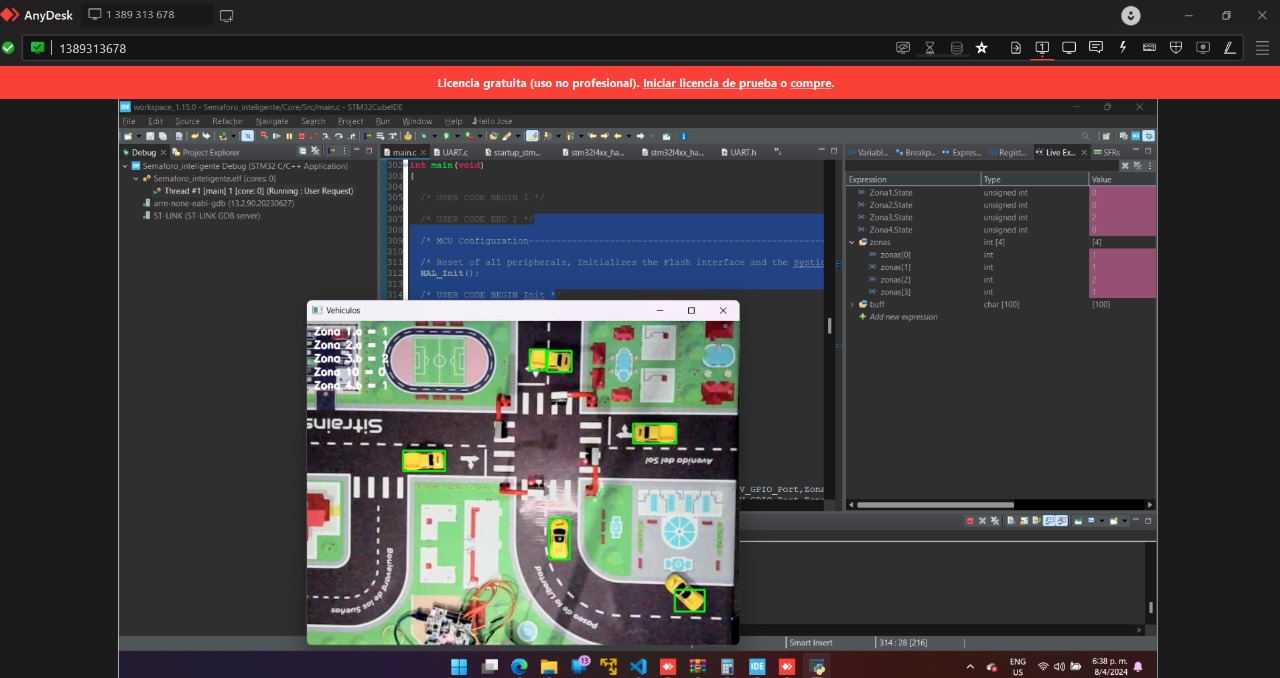 AnyDesk
1 389 313 678
1389313678
1
Licencia gratuita (uso no profesional). Iniciar licencia de prueba o compre.
IDE workspace_1.15.0 - Semaforo_inteligente/Core/Src/main.c - STM32CubeIDE
File Edit Source Refactor Navigate Search Project Run Window Help Hello Jose
Debug Project Explorer
Semaforo_inteligente Debug [STM32 C/C++ Application]
Semaforo_inteligente.elf [cores: 0]
Thread #1 [main] 1 [core: 0] (Running : User Request)
arm-none-eabi-gdb (13.2.90.20230627)
ST-LINK (ST-LINK GDB server)
main.c UART.c startup_stm... stm32l4xx_ha... stm32l4xx_ha... UART.h
302 int main(void)
303 {
304
305 /* USER CODE BEGIN 1 */
306
307 /* USER CODE END 1 */
308
309 /* MCU Configuration--------------------------------------------------------
310
311 /* Reset of all peripherals, Initializes the Flash interface and the Systic
312 HAL_Init();
313
314 /* USER CODE BEGIN Init */
V_GPIO_Port,Zona
Variabl... Breakp... Expres... Regist... Live Ex... SFRs
Expression Type Value
Zona1.State unsigned int 0
Zona2.State unsigned int 0
Zona3.State unsigned int 2
Zona4.State unsigned int 0
zonas int [4] [4]
zonas[0] int 1
zonas[1] int 1
zonas[2] int 2
zonas[3] int 1
buff char [100] [100]
Add new expression
Vehiculos
Zona 1.a = 1
Zona 2.a = 1
Zona 3.b = 2
Zona 10 = 0
Zona 4.b = 1
Sitrains
Avenida del Sol
Boulevard de los Sueños
Paseo de la Libertad
Smart Insert 314 : 28 [216]
13
IDE
ENG
US
6:38 p. m.
8/4/2024